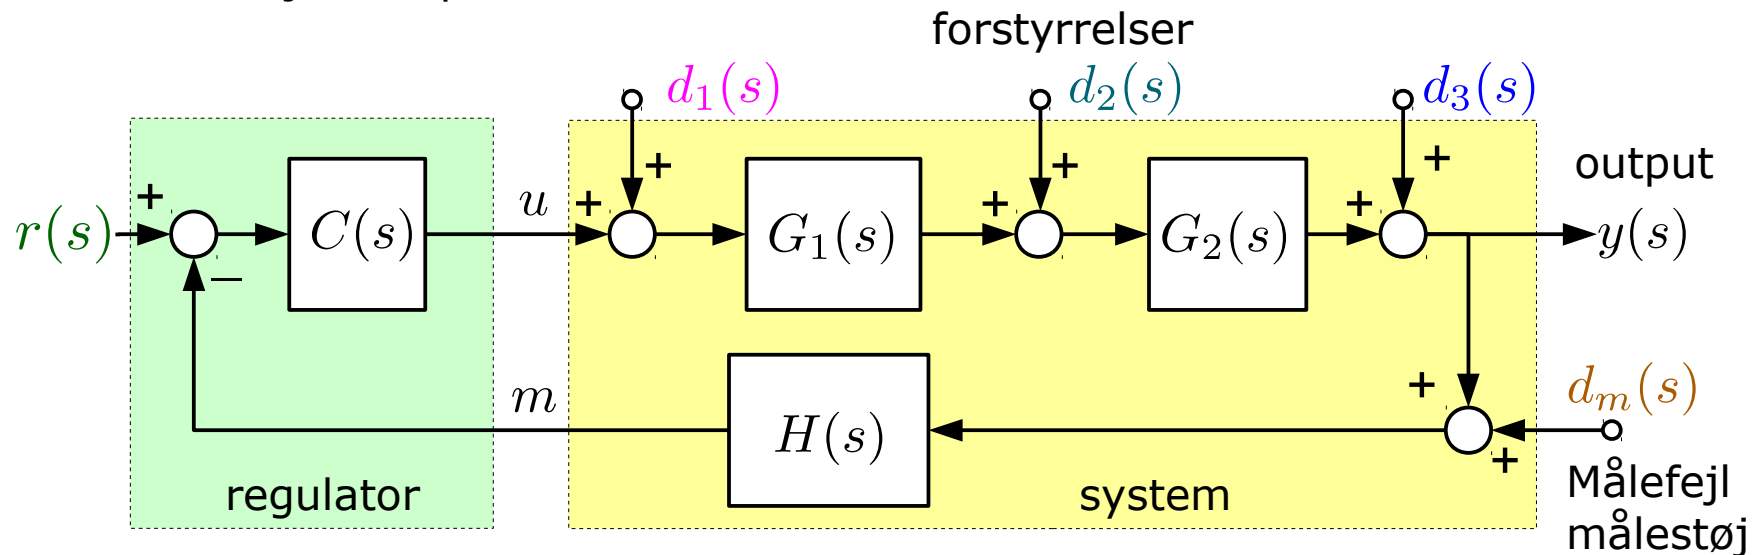 forstyrrelser
d₁(s)
d₂(s)
d₃(s)
+
+
+
output
+
r(s)
C(s)
u
+
G₁(s)
+
G₂(s)
+
y(s)
−
m
H(s)
+
dₘ(s)
+
regulator
system
Målefejl
målestøj